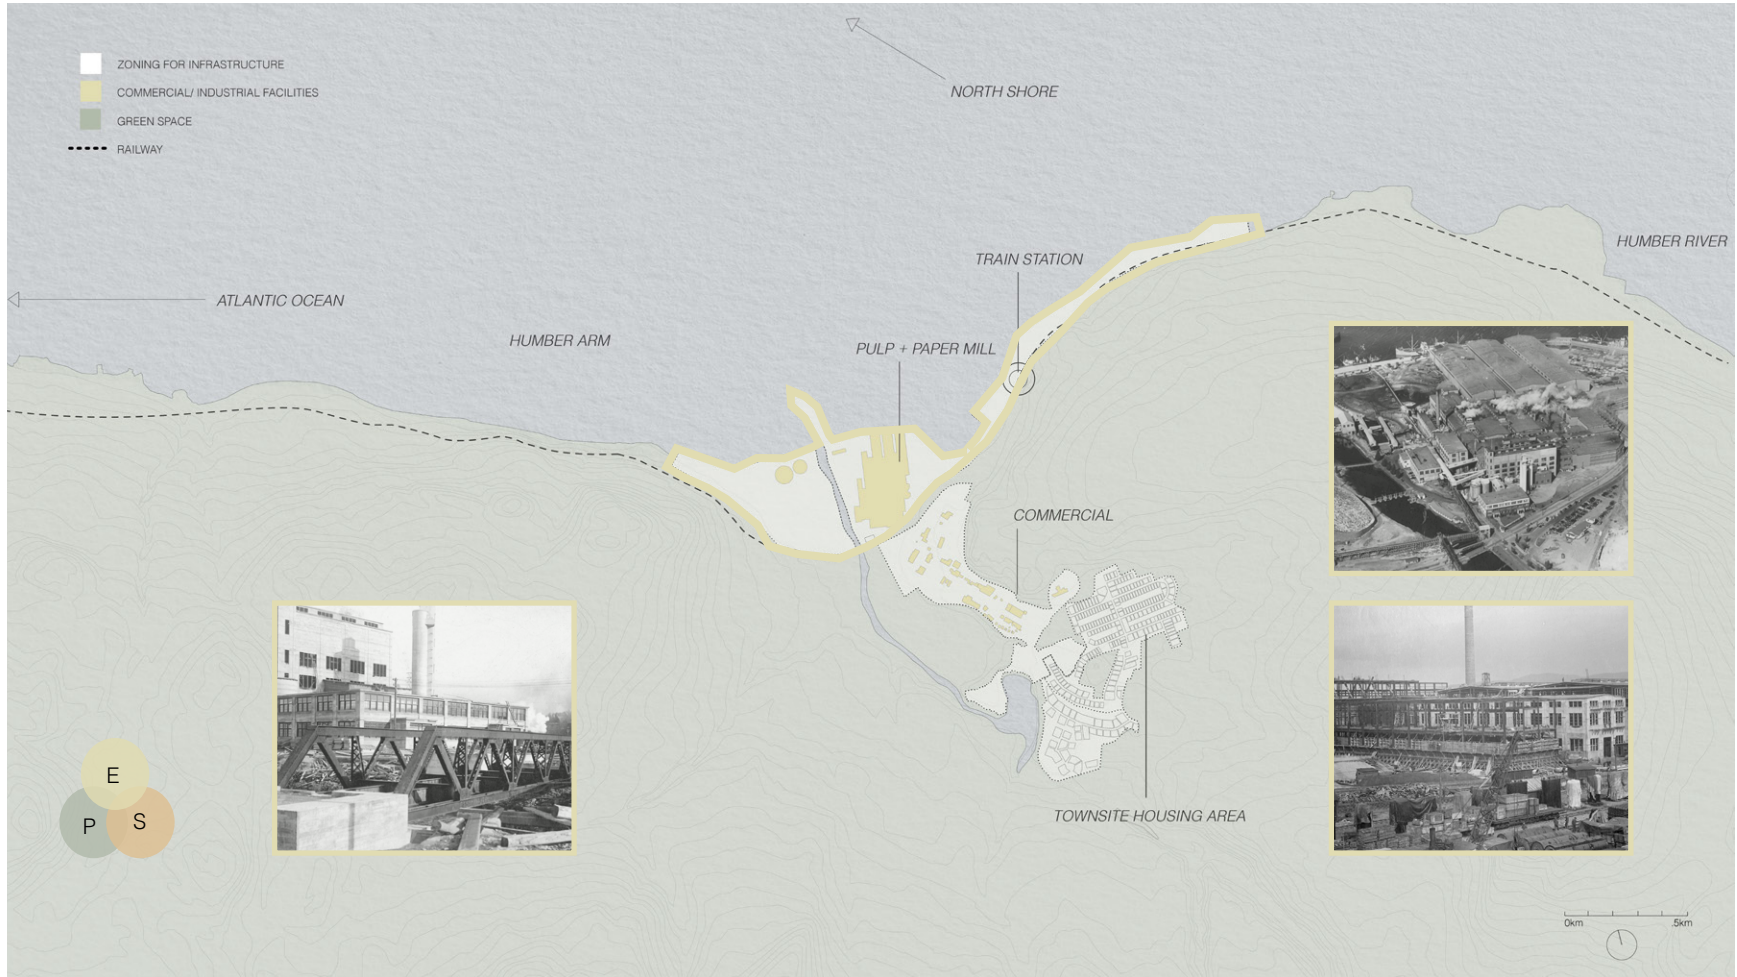 ZONING FOR INFRASTRUCTURE
COMMERCIAL/ INDUSTRIAL FACILITIES
GREEN SPACE
RAILWAY
NORTH SHORE
HUMBER RIVER
TRAIN STATION
ATLANTIC OCEAN
HUMBER ARM
PULP + PAPER MILL
COMMERCIAL
TOWNSITE HOUSING AREA
E
P S
0km .5km